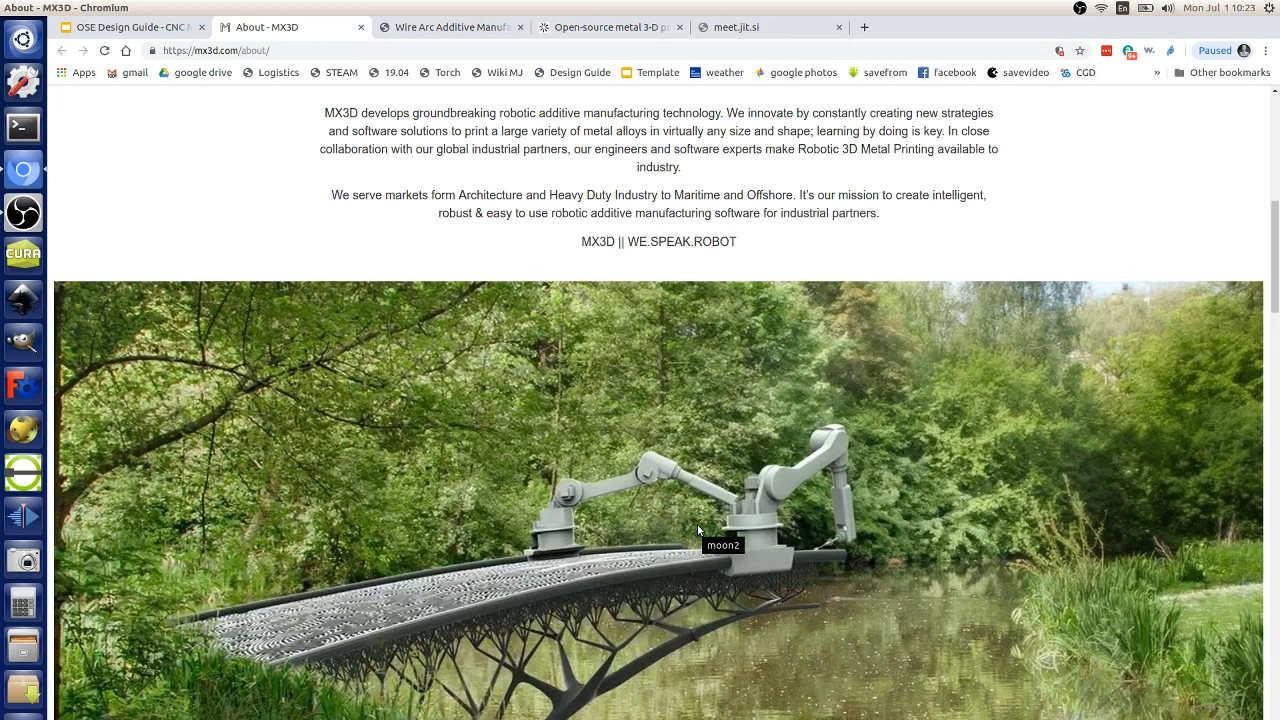 About - MX3D - Chromium
En
Mon Jul 1 10:23
OSE Design Guide - CNC M
About - MX3D
Wire Arc Additive Manufa
Open-source metal 3-D pr
meet.jit.si
https://mx3d.com/about/
9+
W.
Paused
Apps
gmail
google drive
Logistics
STEAM
19.04
Torch
Wiki MJ
Design Guide
Template
weather
google photos
savefrom
facebook
savevideo
CGD
»
Other bookmarks
MX3D develops groundbreaking robotic additive manufacturing technology. We innovate by constantly creating new strategies
and software solutions to print a large variety of metal alloys in virtually any size and shape; learning by doing is key. In close
collaboration with our global industrial partners, our engineers and software experts make Robotic 3D Metal Printing available to
industry.
We serve markets form Architecture and Heavy Duty Industry to Maritime and Offshore. It's our mission to create intelligent,
robust & easy to use robotic additive manufacturing software for industrial partners.
MX3D || WE.SPEAK.ROBOT
moon2
CURA